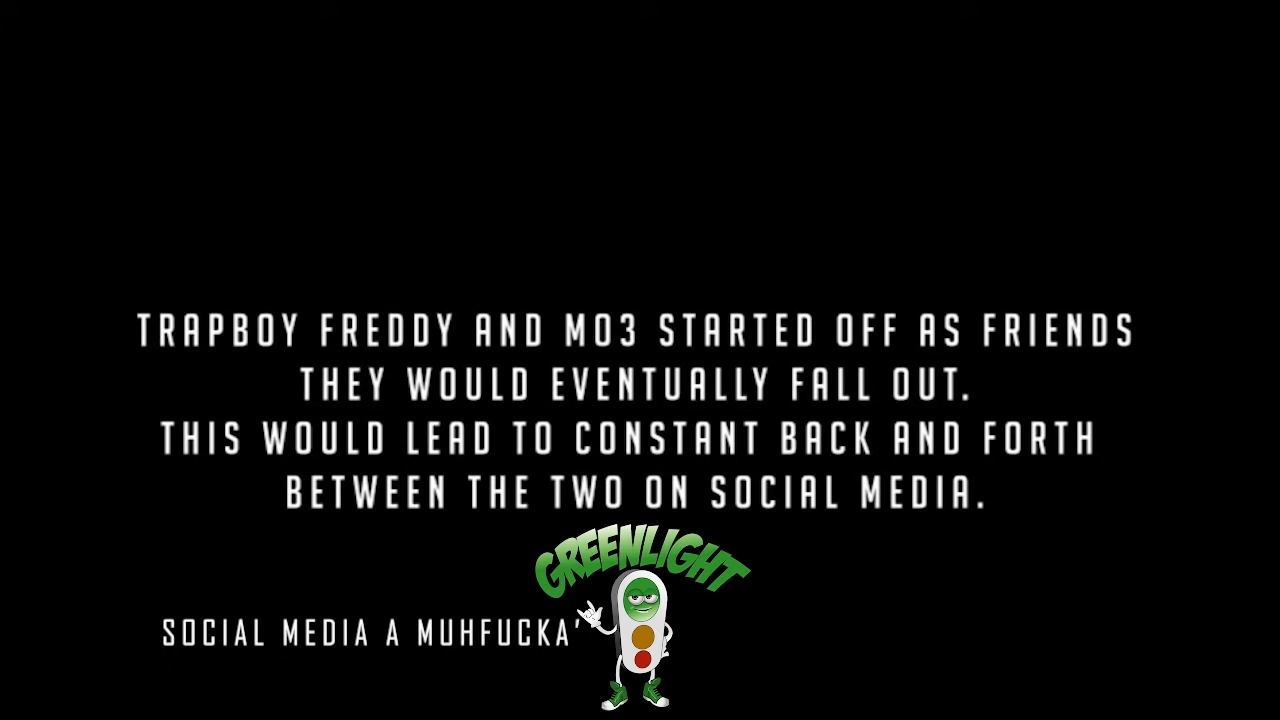 TRAPBOY FREDDY AND MO3 STARTED OFF AS FRIENDS
THEY WOULD EVENTUALLY FALL OUT.
THIS WOULD LEAD TO CONSTANT BACK AND FORTH
BETWEEN THE TWO ON SOCIAL MEDIA.
GREENLIGHT
SOCIAL MEDIA A MUHFUCKA'